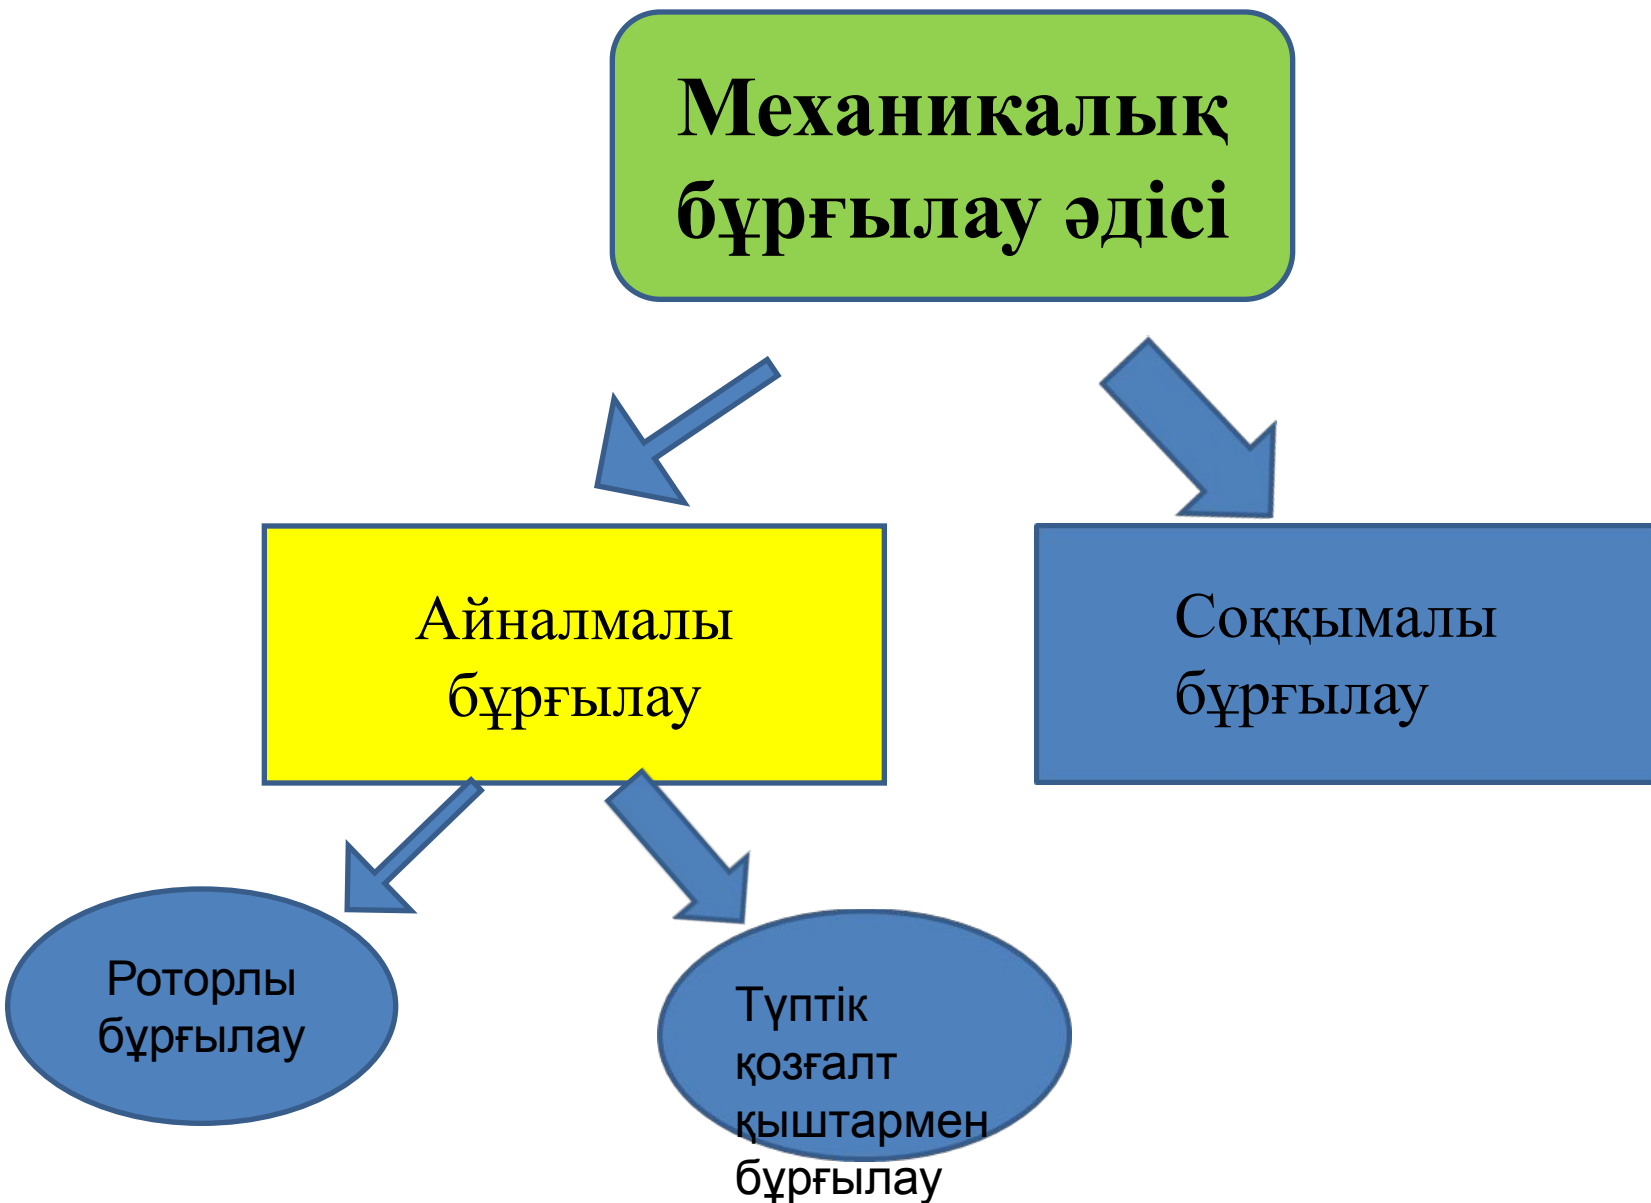 Механикалық
бұрғылау әдісі
Айналмалы
бұрғылау
Соққымалы
бұрғылау
Роторлы
бұрғылау
Түптік
қозғалт
қыштармен
бұрғылау